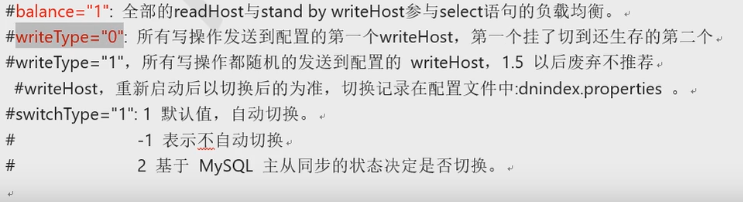 #balance="1": 全部的readHost与stand by writeHost参与select语句的负载均衡。
#writeType="0": 所有写操作发送到配置的第一个writeHost，第一个挂了切到还生存的第二个
#writeType="1"，所有写操作都随机的发送到配置的 writeHost，1.5 以后废弃不推荐
#writeHost，重新启动后以切换后的为准，切换记录在配置文件中:dnindex.properties 。
#switchType="1": 1 默认值，自动切换。
# -1 表示不自动切换
# 2 基于 MySQL 主从同步的状态决定是否切换。